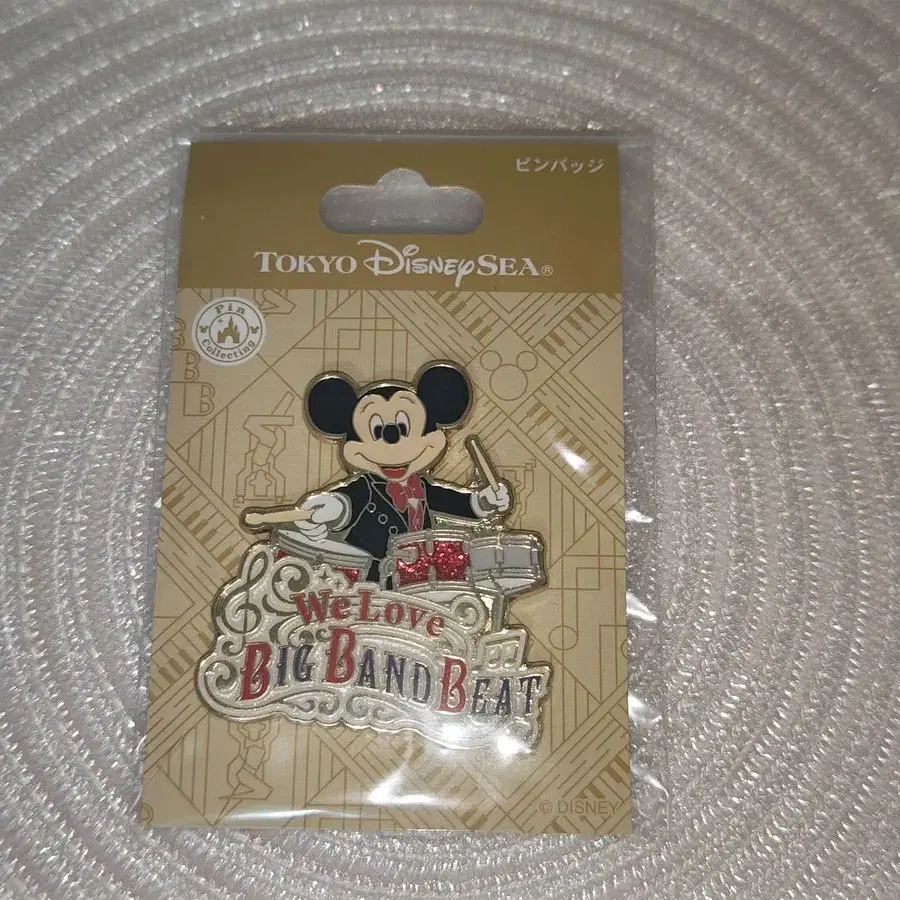 ピンバッジ
TOKYO DISNEYSEA®
Pin
Collecting
B
B
B
We Love
BIG BAND BEAT
© DISNEY